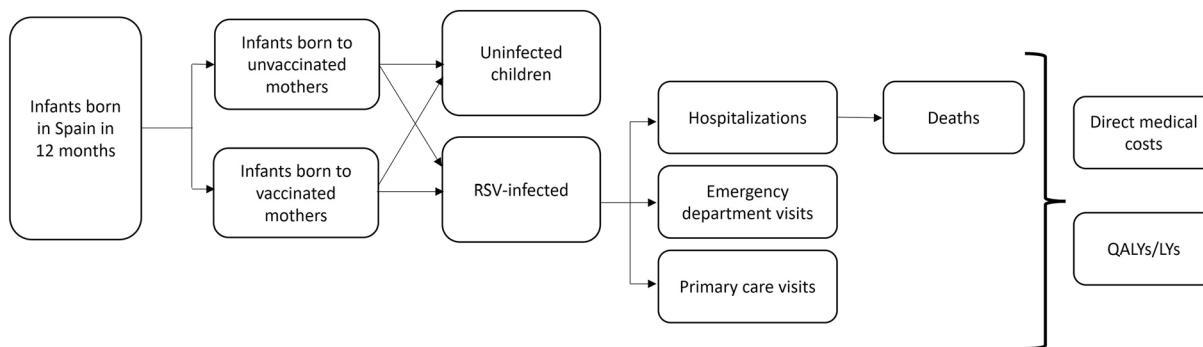 Infants born
in Spain in
12 months
Infants born to
unvaccinated
mothers
Infants born to
vaccinated
mothers
Uninfected
children
RSV-infected
Hospitalizations
Emergency
department visits
Primary care visits
Deaths
Direct medical
costs
QALYs/LYs